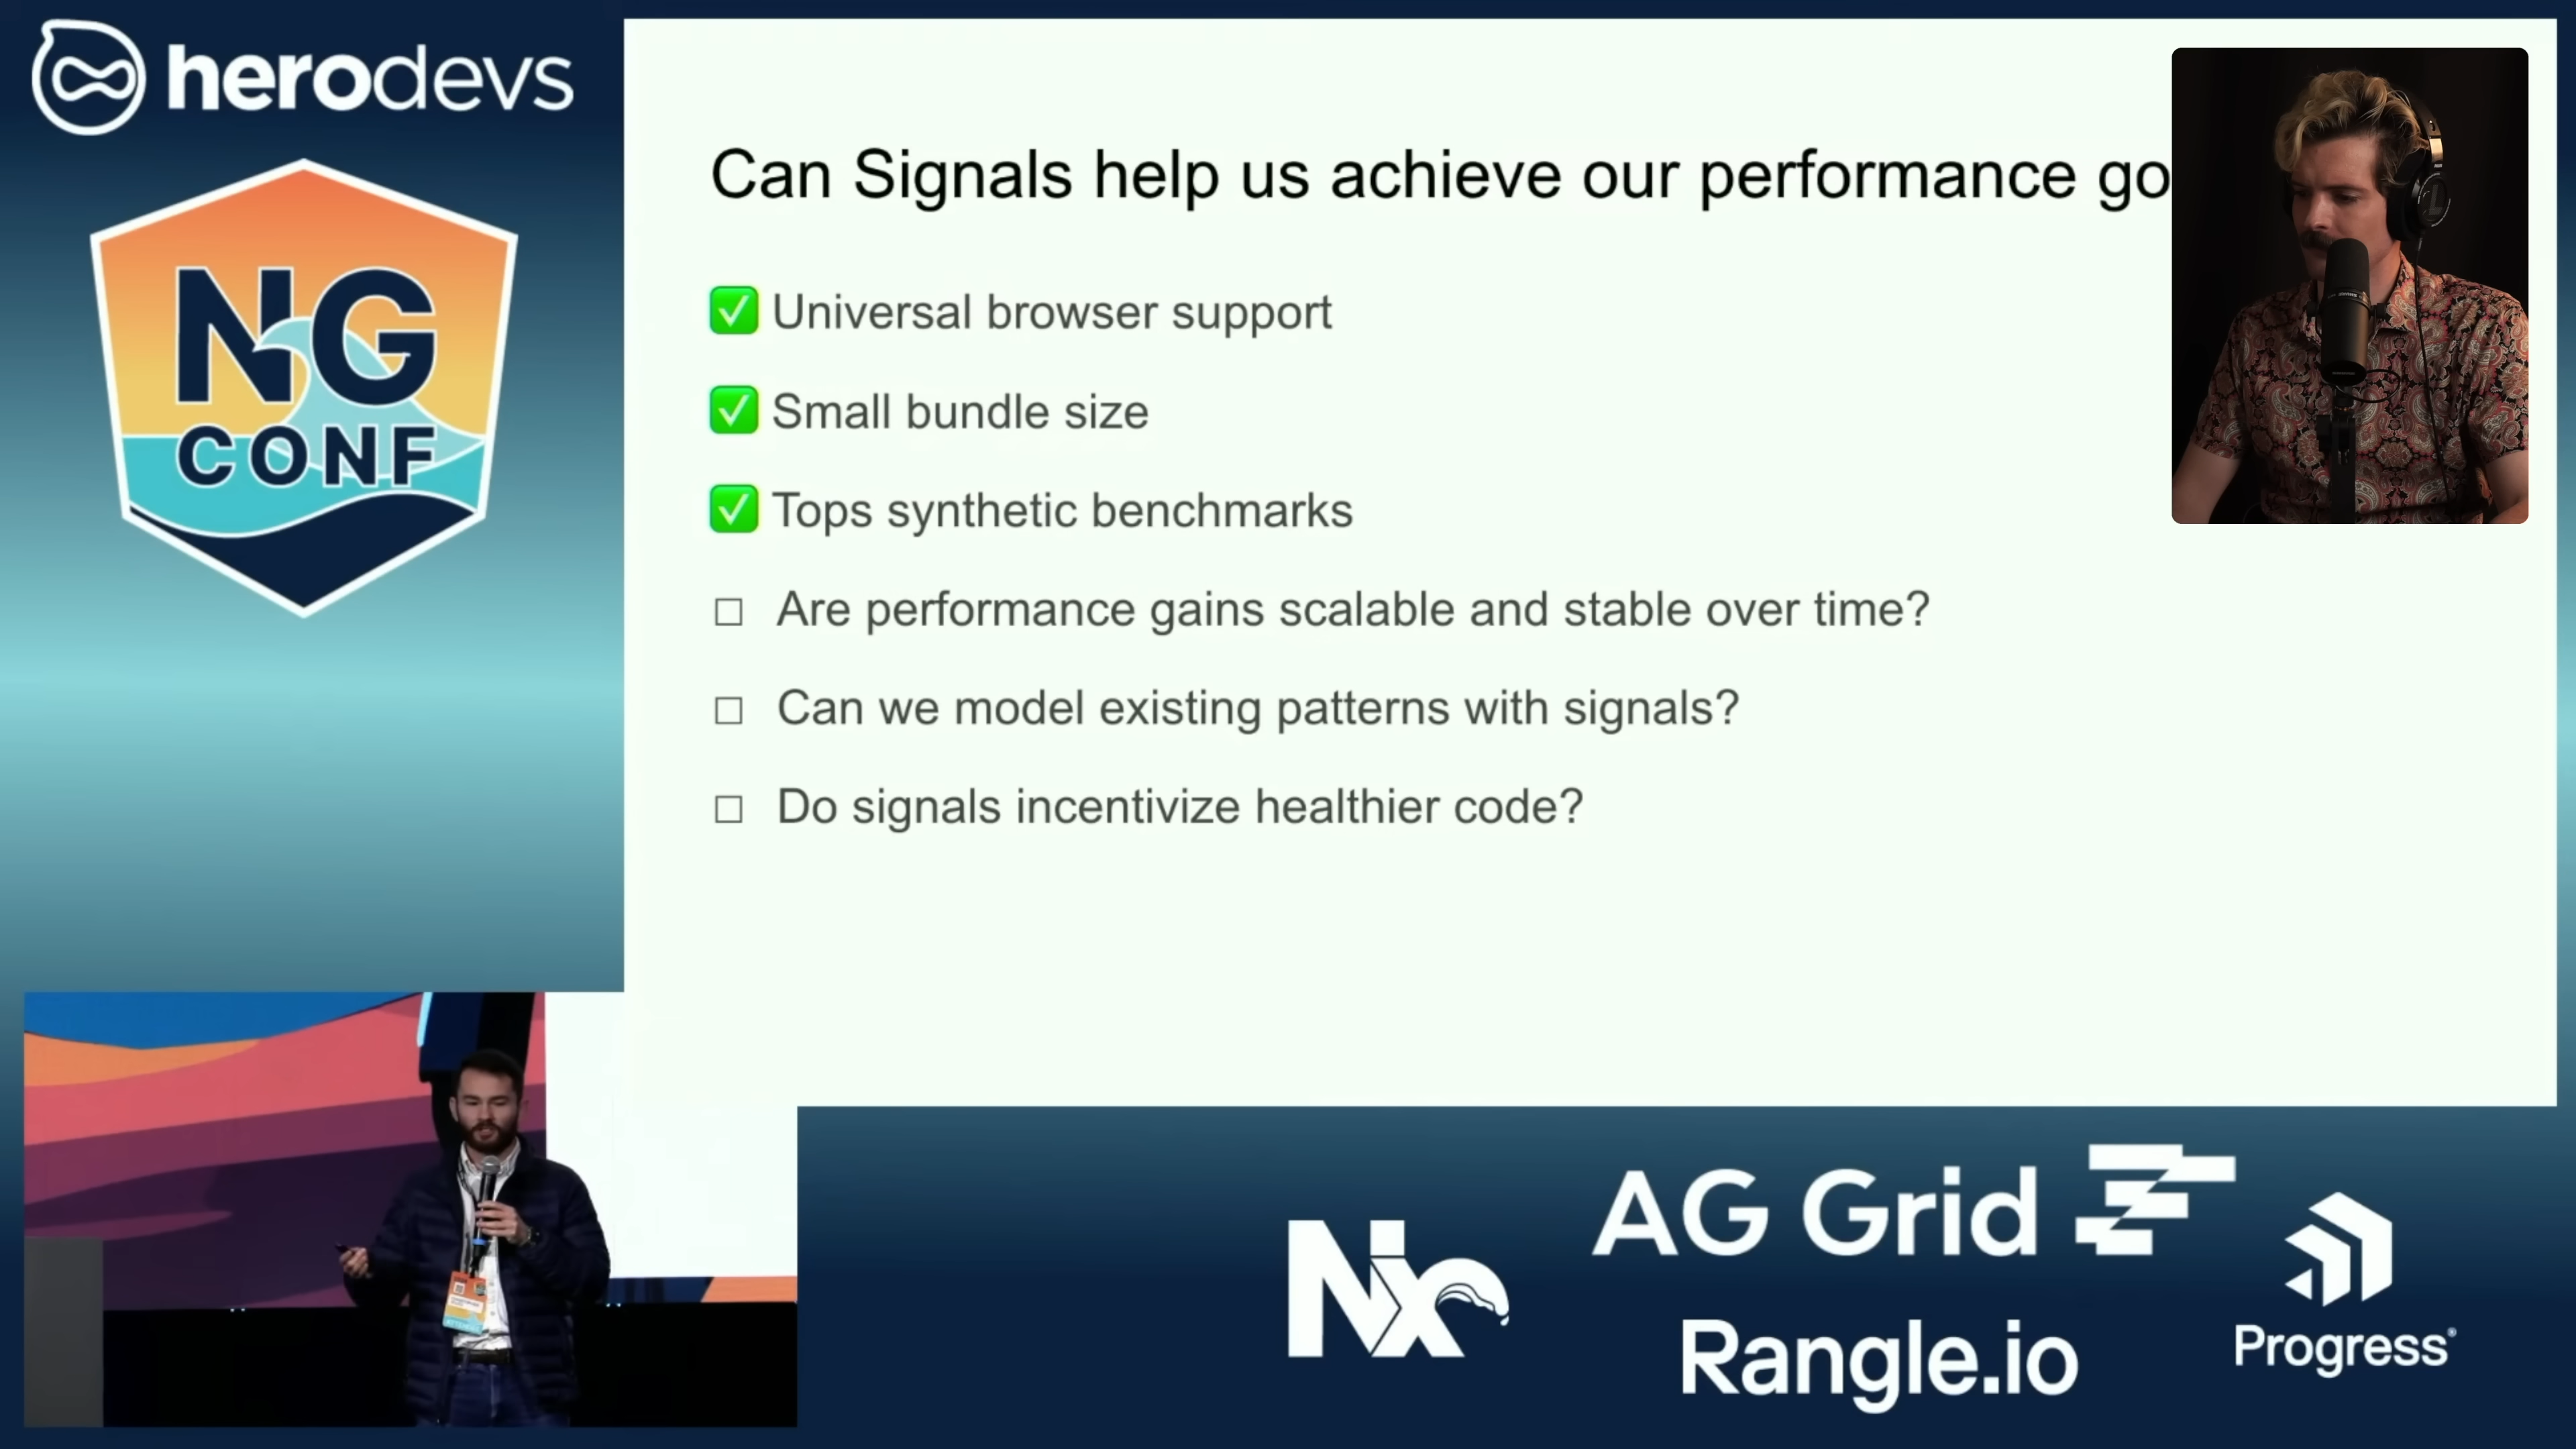 herodevs
NG
CONF
Can Signals help us achieve our performance go
✅ Universal browser support
✅ Small bundle size
✅ Tops synthetic benchmarks
☐ Are performance gains scalable and stable over time?
☐ Can we model existing patterns with signals?
☐ Do signals incentivize healthier code?
Nx
AG Grid
Rangle.io
Progress®